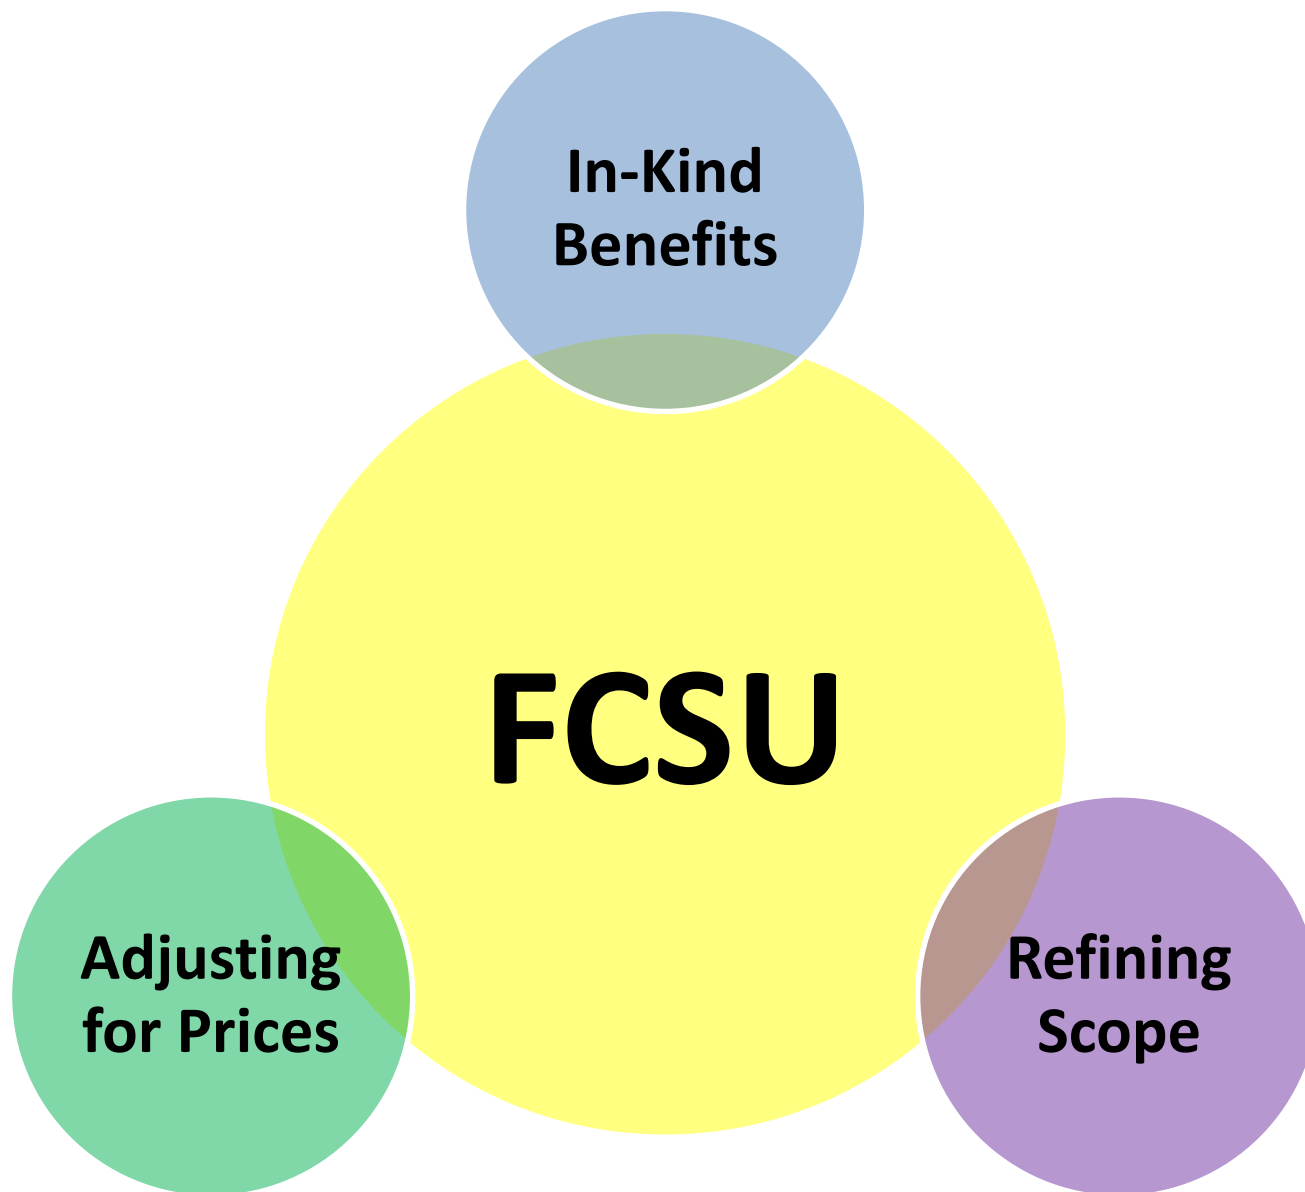 In-Kind
Benefits
FCSU
Adjusting
for Prices
Refining
Scope